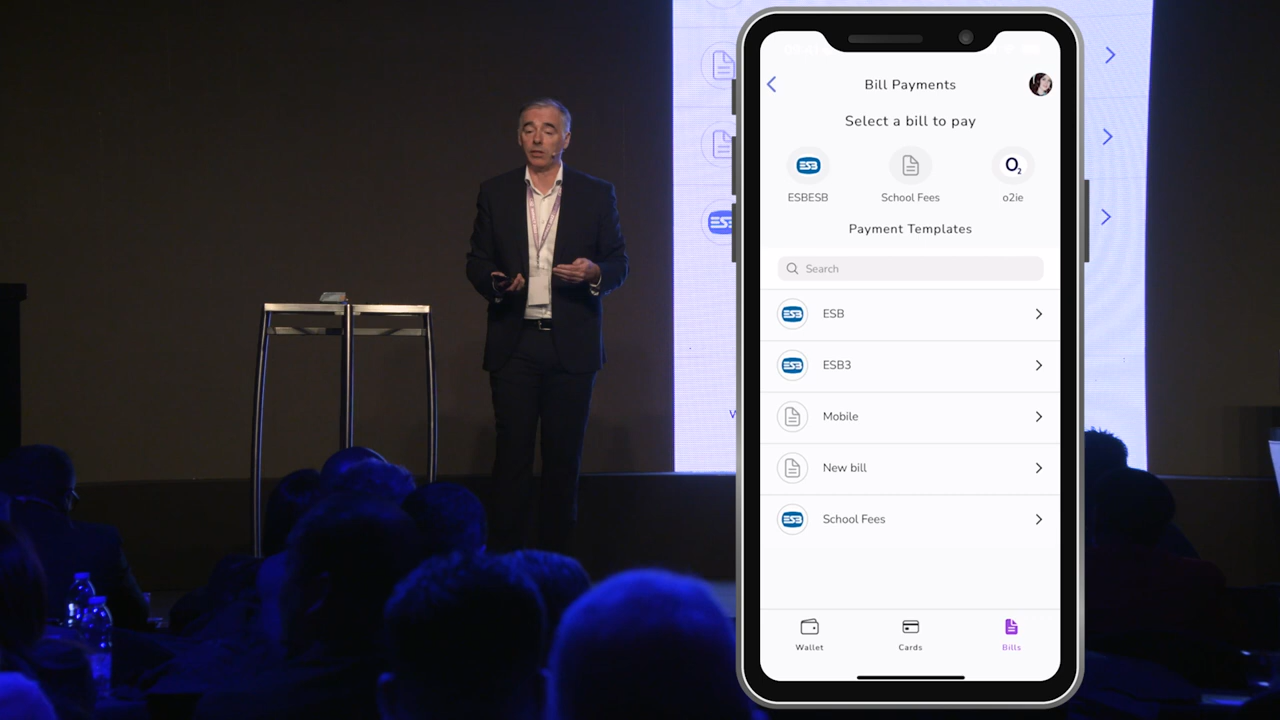 Bill Payments
Select a bill to pay
ESB
O2
ESBESB
School Fees
o2ie
Payment Templates
Search
ESB ESB
ESB ESB3
Mobile
New bill
ESB School Fees
Wallet
Cards
Bills
ESB
W